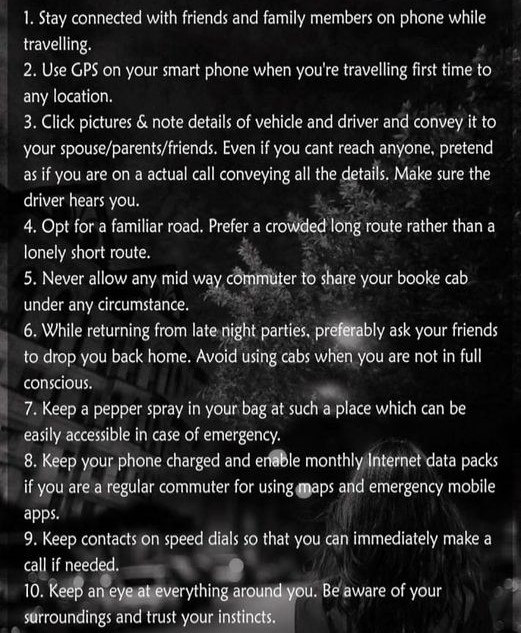 1. Stay connected with friends and family members on phone while
travelling.
2. Use GPS on your smart phone when you're travelling first time to
any location.
3. Click pictures & note details of vehicle and driver and convey it to
your spouse/parents/friends. Even if you cant reach anyone, pretend
as if you are on a actual call conveying all the details. Make sure the
driver hears you.
4. Opt for a familiar road. Prefer a crowded long route rather than a
lonely short route.
5. Never allow any mid way commuter to share your booke cab
under any circumstance.
6. While returning from late night parties, preferably ask your friends
to drop you back home. Avoid using cabs when you are not in full
conscious.
7. Keep a pepper spray in your bag at such a place which can be
easily accessible in case of emergency.
8. Keep your phone charged and enable monthly Internet data packs
if you are a regular commuter for using maps and emergency mobile
apps.
9. Keep contacts on speed dials so that you can immediately make a
call if needed.
10. Keep an eye at everything around you. Be aware of your
surroundings and trust your instincts.